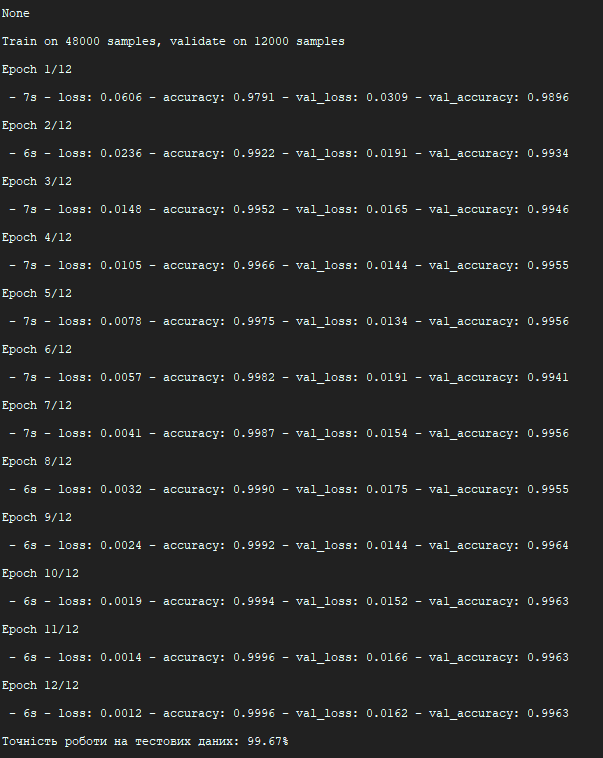 None
Train on 48000 samples, validate on 12000 samples
Epoch 1/12
- 7s - loss: 0.0606 - accuracy: 0.9791 - val_loss: 0.0309 - val_accuracy: 0.9896
Epoch 2/12
- 6s - loss: 0.0236 - accuracy: 0.9922 - val_loss: 0.0191 - val_accuracy: 0.9934
Epoch 3/12
- 7s - loss: 0.0148 - accuracy: 0.9952 - val_loss: 0.0165 - val_accuracy: 0.9946
Epoch 4/12
- 7s - loss: 0.0105 - accuracy: 0.9966 - val_loss: 0.0144 - val_accuracy: 0.9955
Epoch 5/12
- 7s - loss: 0.0078 - accuracy: 0.9975 - val_loss: 0.0134 - val_accuracy: 0.9956
Epoch 6/12
- 7s - loss: 0.0057 - accuracy: 0.9982 - val_loss: 0.0191 - val_accuracy: 0.9941
Epoch 7/12
- 7s - loss: 0.0041 - accuracy: 0.9987 - val_loss: 0.0154 - val_accuracy: 0.9956
Epoch 8/12
- 6s - loss: 0.0032 - accuracy: 0.9990 - val_loss: 0.0175 - val_accuracy: 0.9955
Epoch 9/12
- 6s - loss: 0.0024 - accuracy: 0.9992 - val_loss: 0.0144 - val_accuracy: 0.9964
Epoch 10/12
- 6s - loss: 0.0019 - accuracy: 0.9994 - val_loss: 0.0152 - val_accuracy: 0.9963
Epoch 11/12
- 6s - loss: 0.0014 - accuracy: 0.9996 - val_loss: 0.0166 - val_accuracy: 0.9963
Epoch 12/12
- 6s - loss: 0.0012 - accuracy: 0.9996 - val_loss: 0.0162 - val_accuracy: 0.9963
Точність роботи на тестових даних: 99.67%